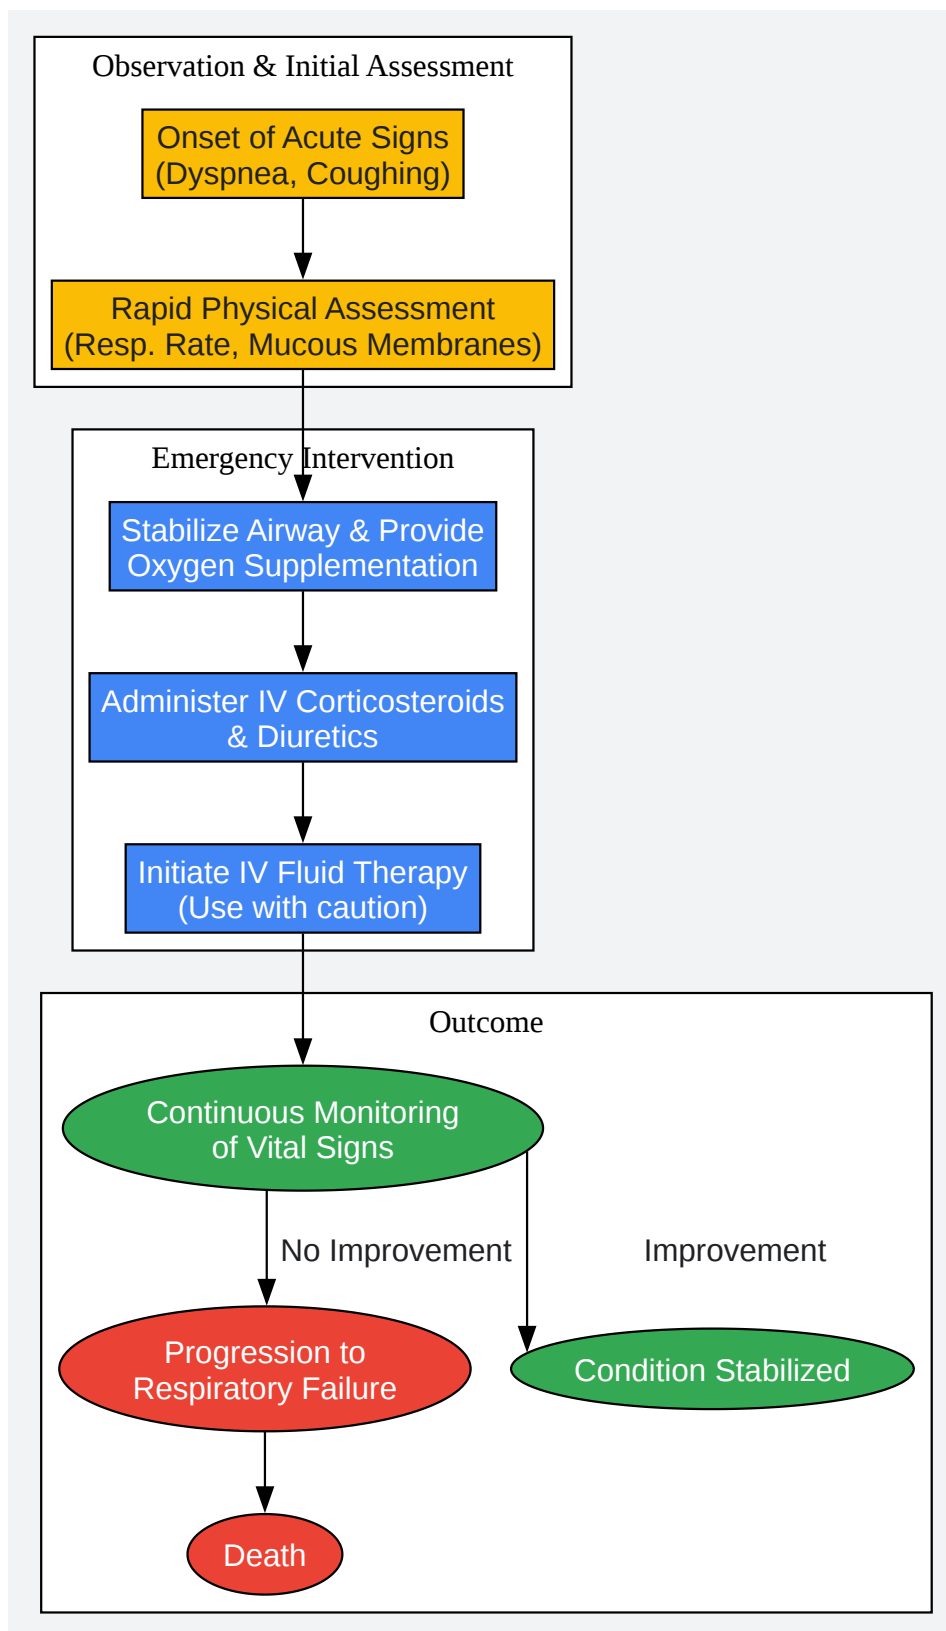 Observation & Initial Assessment
Onset of Acute Signs
(Dyspnea, Coughing)
Rapid Physical Assessment
(Resp. Rate, Mucous Membranes)
Emergency Intervention
Stabilize Airway & Provide
Oxygen Supplementation
Administer IV Corticosteroids
& Diuretics
Initiate IV Fluid Therapy
(Use with caution)
Outcome
Continuous Monitoring
of Vital Signs
No Improvement
Improvement
Progression to
Respiratory Failure
Condition Stabilized
Death